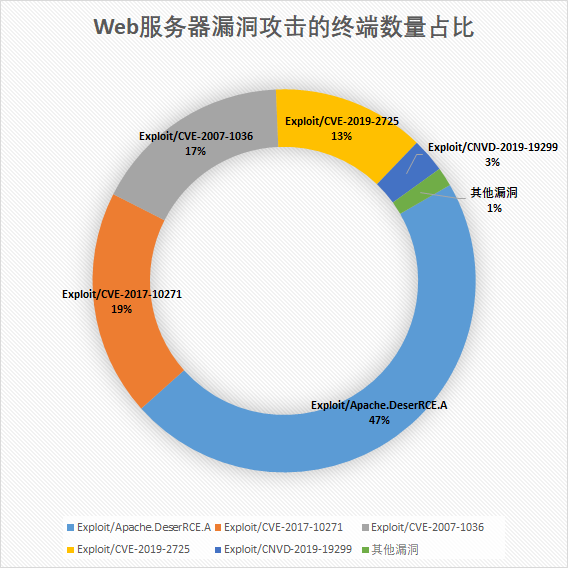 Web服务器漏洞攻击的终端数量占比
Exploit/CVE-2019-2725
13%
Exploit/CVE-2007-1036
17%
Exploit/CNVD-2019-19299
3%
其他漏洞
1%
Exploit/CVE-2017-10271
19%
Exploit/Apache.DeserRCE.A
47%
Exploit/Apache.DeserRCE.A Exploit/CVE-2017-10271 Exploit/CVE-2007-1036
Exploit/CVE-2019-2725 Exploit/CNVD-2019-19299 其他漏洞